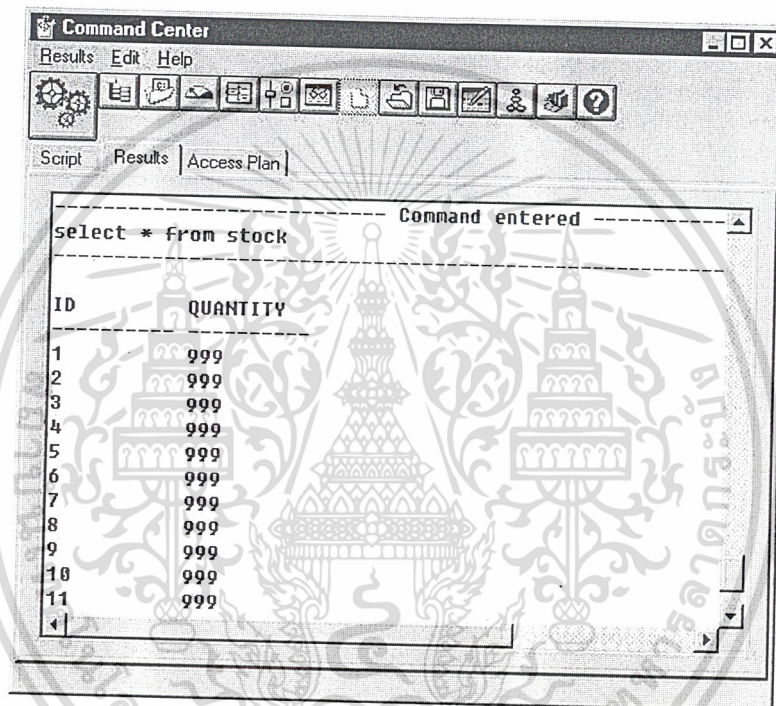 Command Center
Results Edit Help
Script Results Access Plan
---------------------------- Command entered -----------
select * from stock
ID QUANTITY
----------- -----------
1 999
2 999
3 999
4 999
5 999
6 999
7 999
8 999
9 999
10 999
11 999